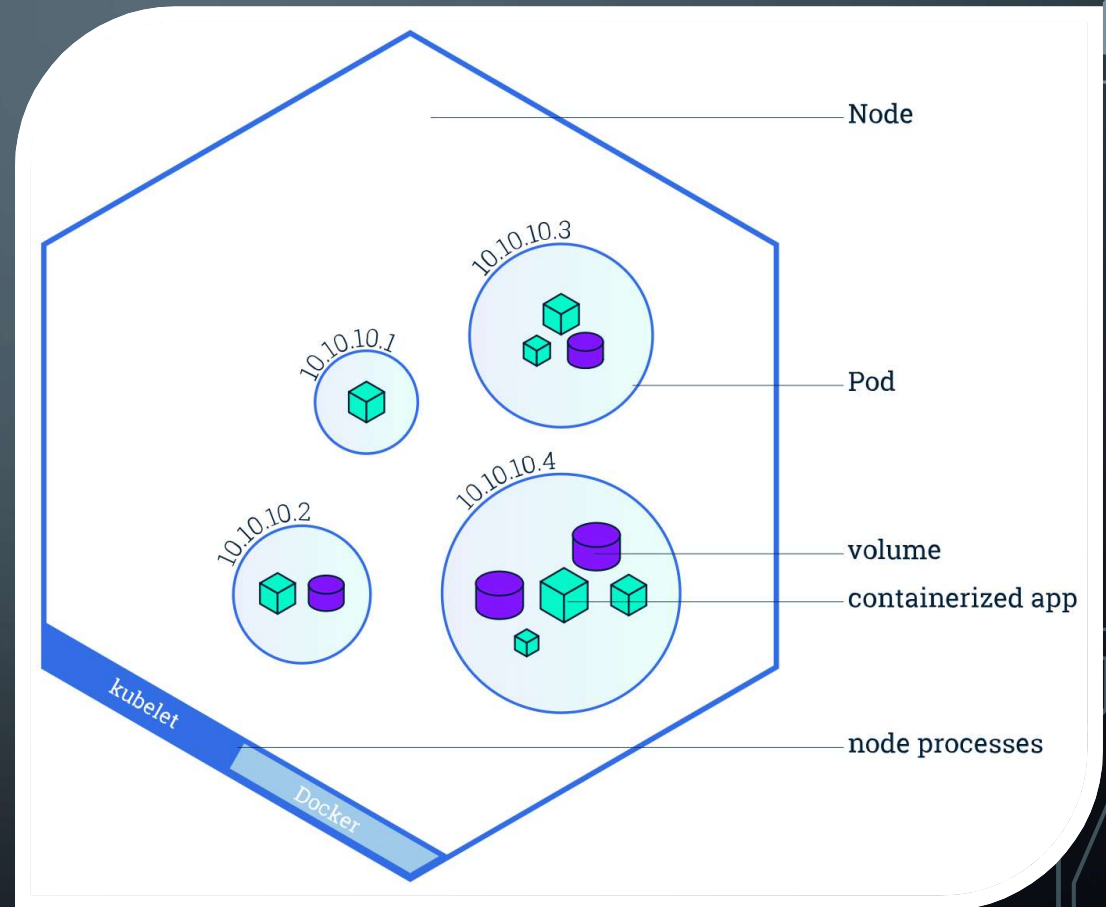 Node
10.10.10.3
10.10.10.1
Pod
10.10.10.4
10.10.10.2
volume
containerized app
kubelet
node processes
Docker